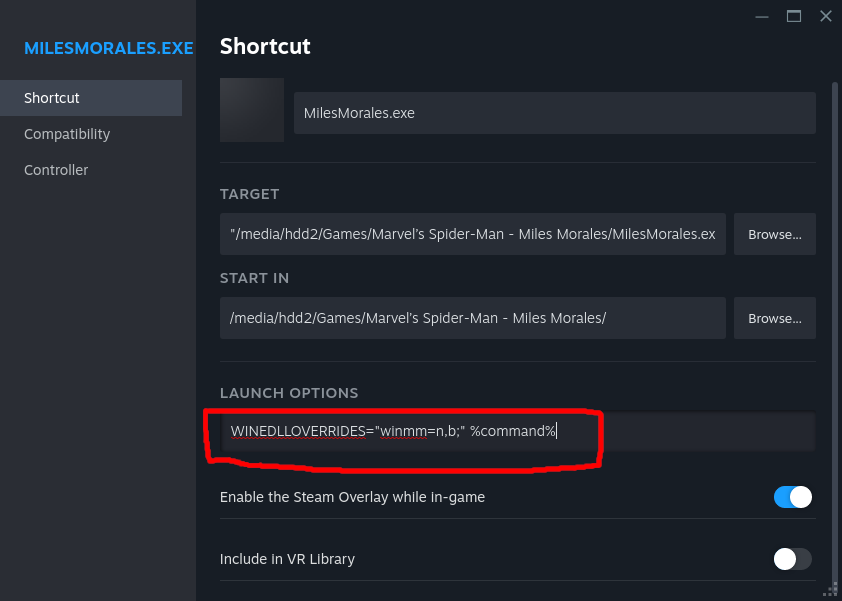 MILESMORALES.EXE
Shortcut
Compatibility
Controller
Shortcut
MilesMorales.exe
TARGET
"/media/hdd2/Games/Marvel's Spider-Man - Miles Morales/MilesMorales.ex
Browse...
START IN
/media/hdd2/Games/Marvel's Spider-Man - Miles Morales/
Browse...
LAUNCH OPTIONS
WINEDLLOVERRIDES="winmm=n,b;" %command%
Enable the Steam Overlay while in-game
Include in VR Library